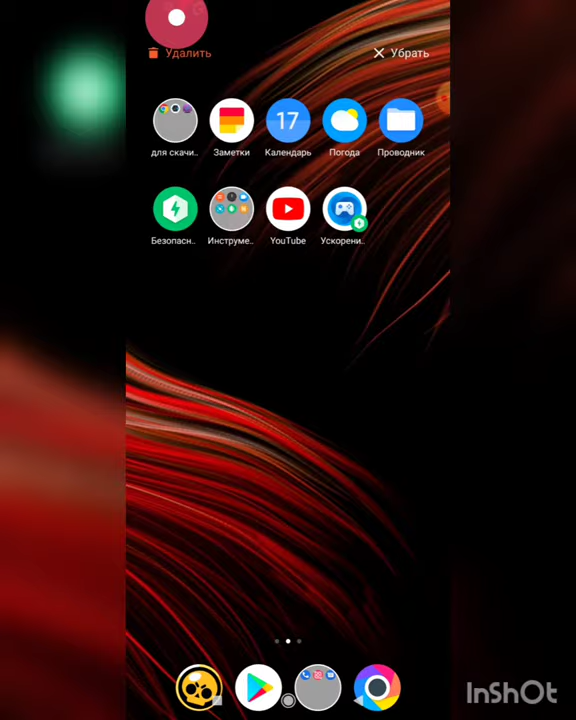 Удалить
Убрать
для скачи..
Заметки
17
Календарь
Погода
Проводник
Безопасн..
Инструме..
YouTube
Ускорени..
InShOt